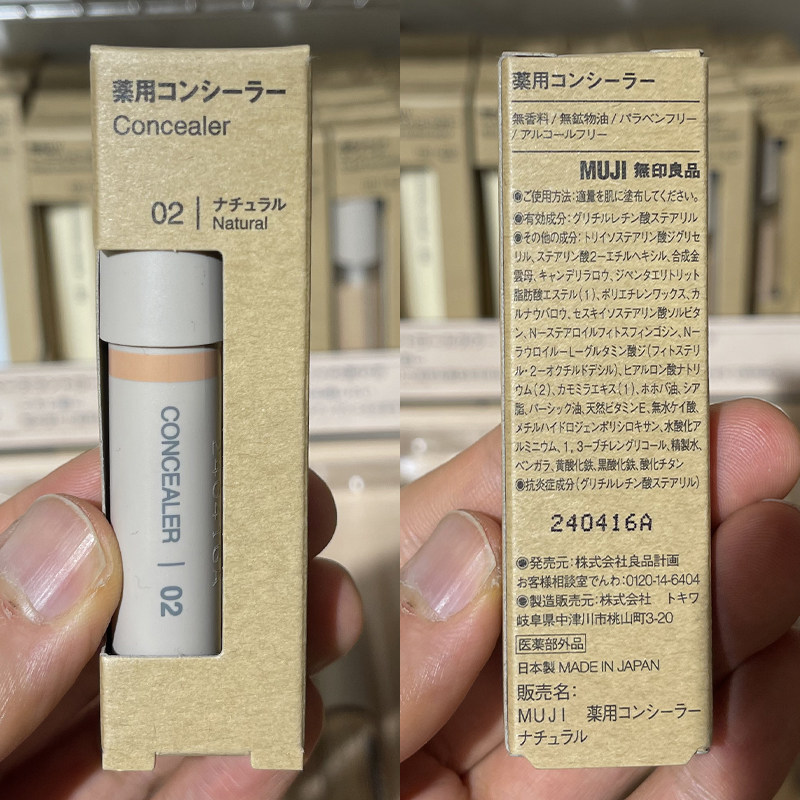 薬用コンシーラー
Concealer
02 | ナチュラル
Natural
CONCEALER | 02
薬用コンシーラー
無香料/無鉱物油/パラベンフリー
/アルコールフリー
MUJI 無印良品
●ご使用方法:適量を肌に塗布してください。
●有効成分:グリチルレチン酸ステアリル
●その他の成分:トリイソステアリン酸ジグリセ
リル、ステアリン酸2-エチルヘキシル、合成金
雲母、キャンデリラロウ、ジペンタエリトリット
脂肪酸エステル(1)、ポリエチレンワックス、カ
ルナウバロウ、セスキイソステアリン酸ソルビタ
ン、N-ステアロイルフィトスフィンゴシン、N-
ラウロイル-L-グルタミン酸ジ(フィトステリ
ル・2-オクチルドデシル)、ヒアルロン酸ナトリ
ウム(2)、カモミラエキス(1)、ホホバ油、シア
脂、パーシック油、天然ビタミンE、無水ケイ酸、
メチルハイドロジェンポリシロキサン、水酸化ア
ルミニウム、1,3-ブチレングリコール、精製水、
ベンガラ、黄酸化鉄、黒酸化鉄、酸化チタン
●抗炎症成分(グリチルレチン酸ステアリル)
240416A
●発売元:株式会社良品計画
お客様相談室でんわ:0120-14-6404
●製造販売元:株式会社 トキワ
岐阜県中津川市桃山町3-20
医薬部外品
日本製 MADE IN JAPAN
販売名:
MUJI 薬用コンシーラー
ナチュラル